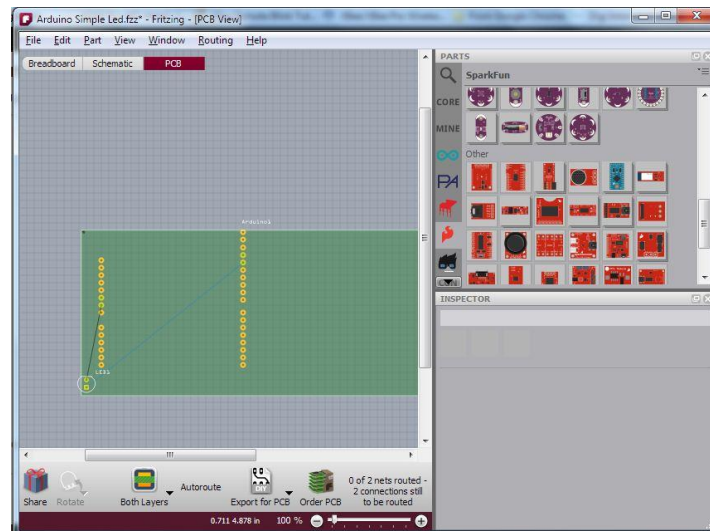 Arduino Simple Led.fzz* - Fritzing - [PCB View]
File Edit Part View Window Routing Help
Breadboard Schematic PCB
Arduino1
LED1
PARTS
SparkFun
CORE
MINE
Other
INSPECTOR
Share Rotate Both Layers Autoroute Export for PCB Order PCB
0 of 2 nets routed -
2 connections still
to be routed
0.711 4.878 in 100 %